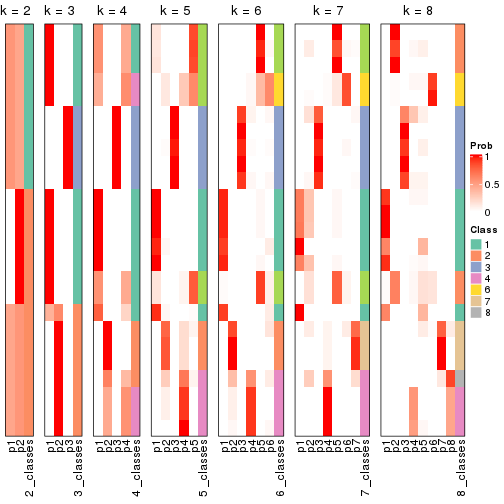 k = 2 k = 3 k = 4 k = 5 k = 6 k = 7 k = 8
Prob
1
0.5
0
Class
1
2
3
4
6
7
8
p1 p2 2_classes p1 p2 p3 3_classes p1 p2 p3 p4 4_classes p1 p2 p3 p4 p5 5_classes p1 p2 p3 p4 p5 p6 6_classes p1 p2 p3 p4 p5 p6 p7 7_classes p1 p2 p3 p4 p5 p6 p7 p8 8_classes